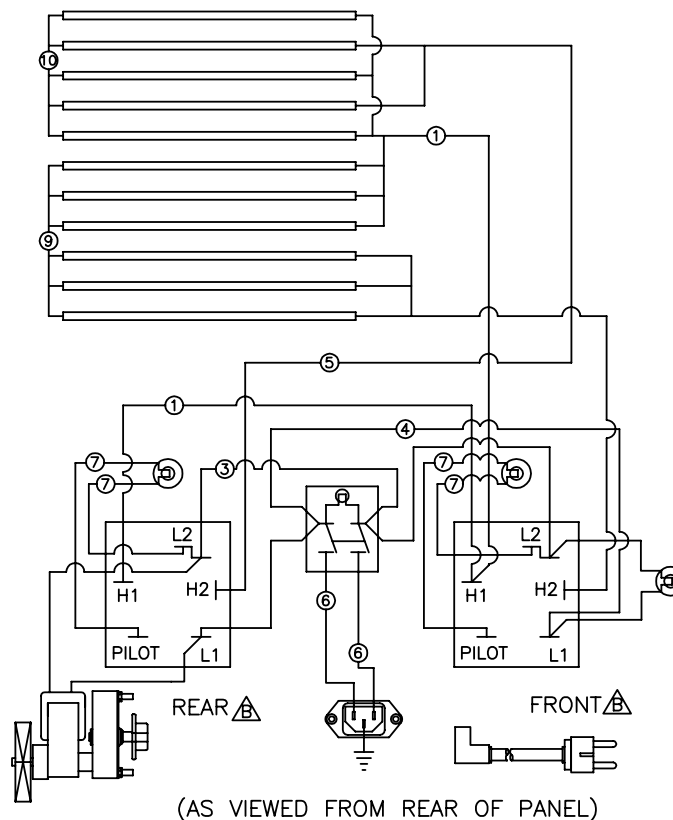 10
1
9
5
1
4
7
3
7
7
7
L2
L2
H1
H2
H1
H2
6
PILOT
L1
6
PILOT
L1
REAR B
FRONT B
(AS VIEWED FROM REAR OF PANEL)